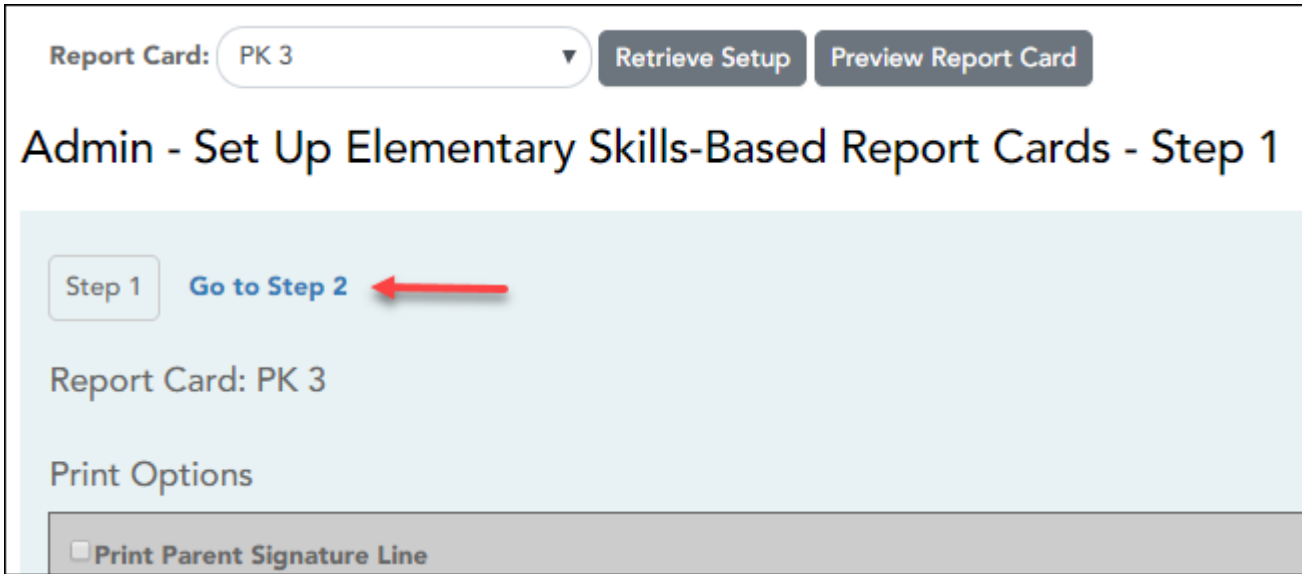 Report Card: PK 3 Retrieve Setup Preview Report Card
Admin - Set Up Elementary Skills-Based Report Cards - Step 1
Step 1 Go to Step 2
Report Card: PK 3
Print Options
Print Parent Signature Line